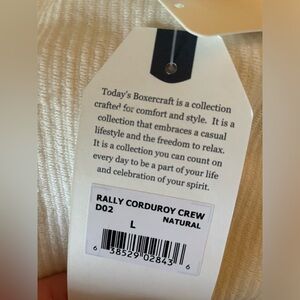 Today's Boxercraft is a collection
crafted for comfort and style. It is a
collection that embraces a casual
lifestyle and the freedom to relax.
It is a collection you can count on
every day to be a part of your life
and celebration of your spirit.
RALLY CORDUROY CREW
D02 NATURAL
L
6 38529 02843 6